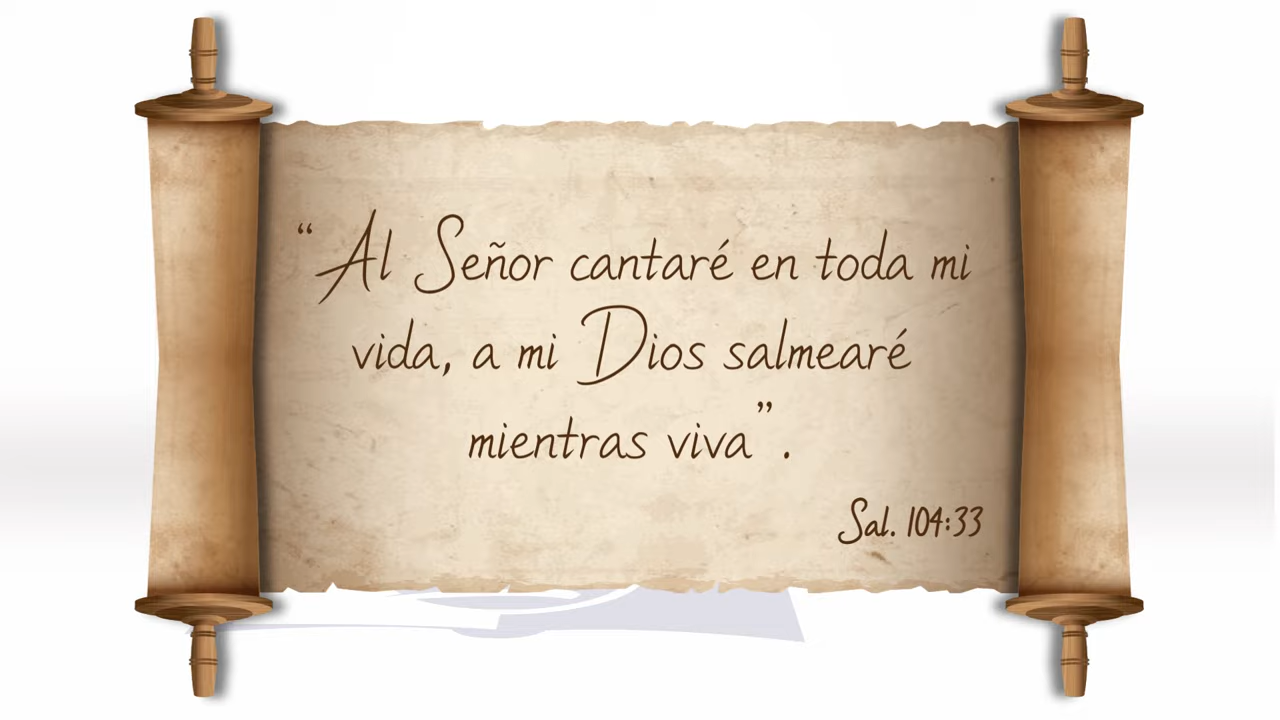 “Al Señor cantaré en toda mi
vida, a mi Dios salmearé
mientras viva”.
Sal. 104:33